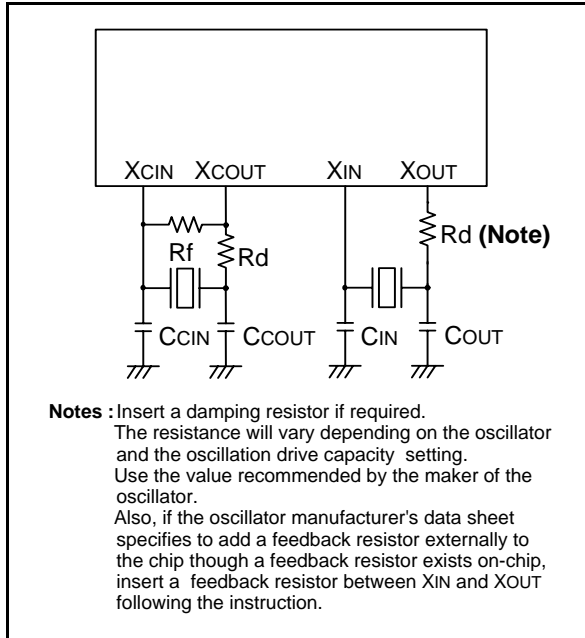 XCIN XCOUT XIN XOUT
Rf Rd Rd (Note)
CCIN CCOUT CIN COUT
Notes : Insert a damping resistor if required.
The resistance will vary depending on the oscillator
and the oscillation drive capacity setting.
Use the value recommended by the maker of the
oscillator.
Also, if the oscillator manufacturer's data sheet
specifies to add a feedback resistor externally to
the chip though a feedback resistor exists on-chip,
insert a feedback resistor between XIN and XOUT
following the instruction.